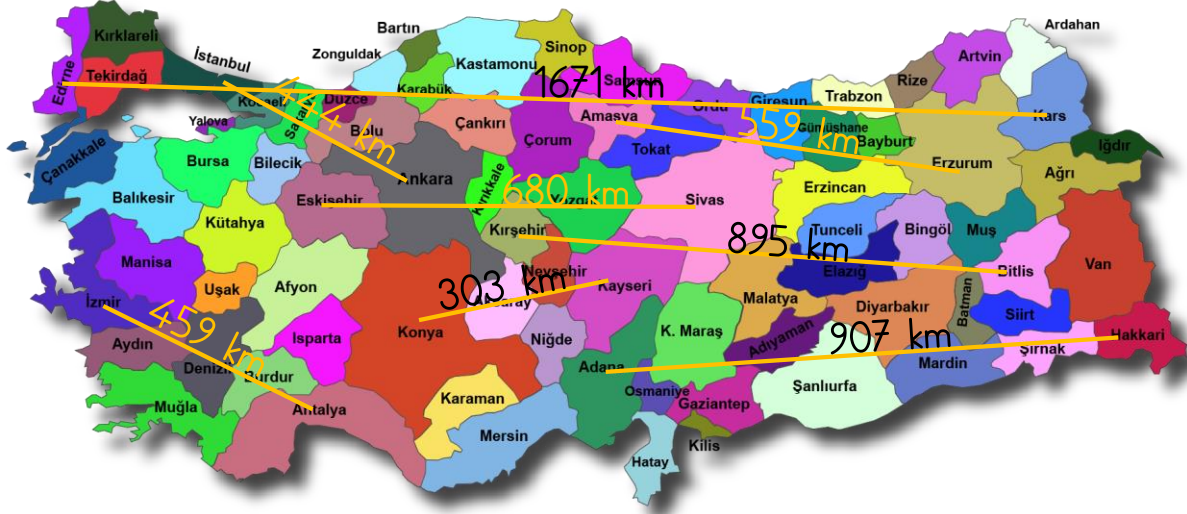 Ardahan
Bartın
Kırklareli
Sinop
Zonguldak
İstanbul
Artvin
Kastamonu
Edirne
Tekirdağ
1671 km
Samsun
Rize
Karabük
Trabzon
Düzce
Giresun
Kocaeli
444 km
Ordu
Kars
Yalova
Sakarya
Bolu
Çankırı
Amasya
559 km
Gümüşhane
Bayburt
Iğdır
Çanakkale
Bursa
Bilecik
Çorum
Tokat
Erzurum
Ankara
Kırıkkale
Ağrı
Balıkesir
Eskişehir
680 km
Yozgat
Sivas
Erzincan
Kütahya
Kırşehir
895 km
Tunceli
Bingöl
Muş
Manisa
Nevşehir
Elazığ
Bitlis
Van
Uşak
Afyon
303 km
Kayseri
İzmir
Aksaray
Malatya
Diyarbakır
Batman
Siirt
459 km
Konya
K. Maraş
Aydın
Isparta
Niğde
Adıyaman
907 km
Hakkari
Şırnak
Denizli
Burdur
Adana
Mardin
Şanlıurfa
Osmaniye
Muğla
Antalya
Karaman
Gaziantep
Mersin
Kilis
Hatay